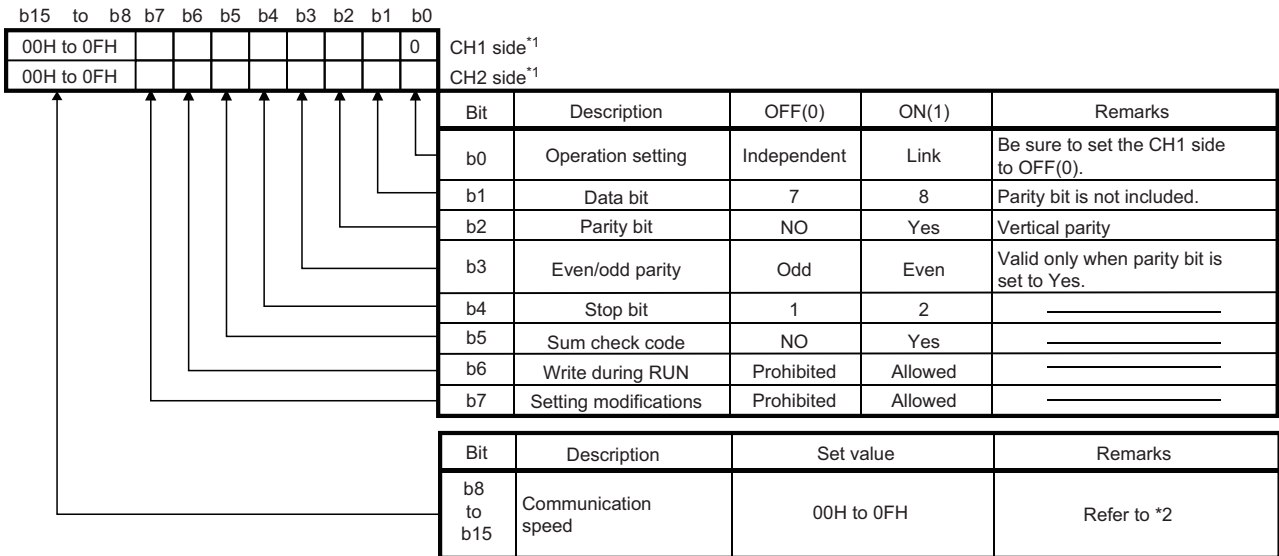 b15 to b8 b7 b6 b5 b4 b3 b2 b1 b0
00H to 0FH 0 CH1 side*1
00H to 0FH CH2 side*1
Bit Description OFF(0) ON(1) Remarks
b0 Operation setting Independent Link Be sure to set the CH1 side
to OFF(0).
b1 Data bit 7 8 Parity bit is not included.
b2 Parity bit NO Yes Vertical parity
b3 Even/odd parity Odd Even Valid only when parity bit is
set to Yes.
b4 Stop bit 1 2
b5 Sum check code NO Yes
b6 Write during RUN Prohibited Allowed
b7 Setting modifications Prohibited Allowed
Bit Description Set value Remarks
b8
to
b15 Communication
speed 00H to 0FH Refer to *2